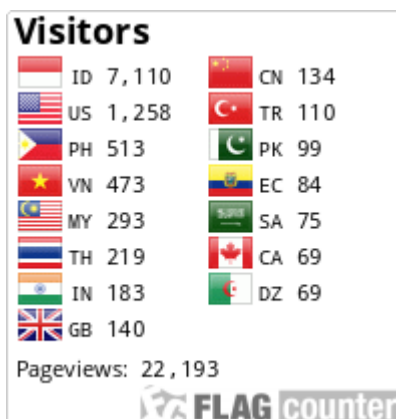 Visitors
ID 7,110
US 1,258
PH 513
VN 473
MY 293
TH 219
IN 183
GB 140
CN 134
TR 110
PK 99
EC 84
SA 75
CA 69
DZ 69
Pageviews: 22,193
FLAG counter